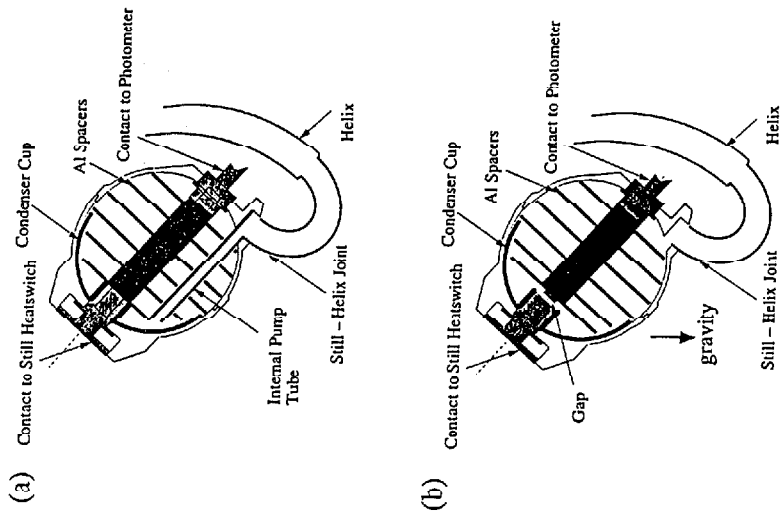 (a)
Contact to Still Heatswitch
Condenser Cup
Al Spacers
Contact to Photometer
Internal Pump
Tube
Still – Helix Joint
Helix
(b)
Contact to Still Heatswitch
Condenser Cup
Al Spacers
Contact to Photometer
Gap
gravity
Still – Helix Joint
Helix